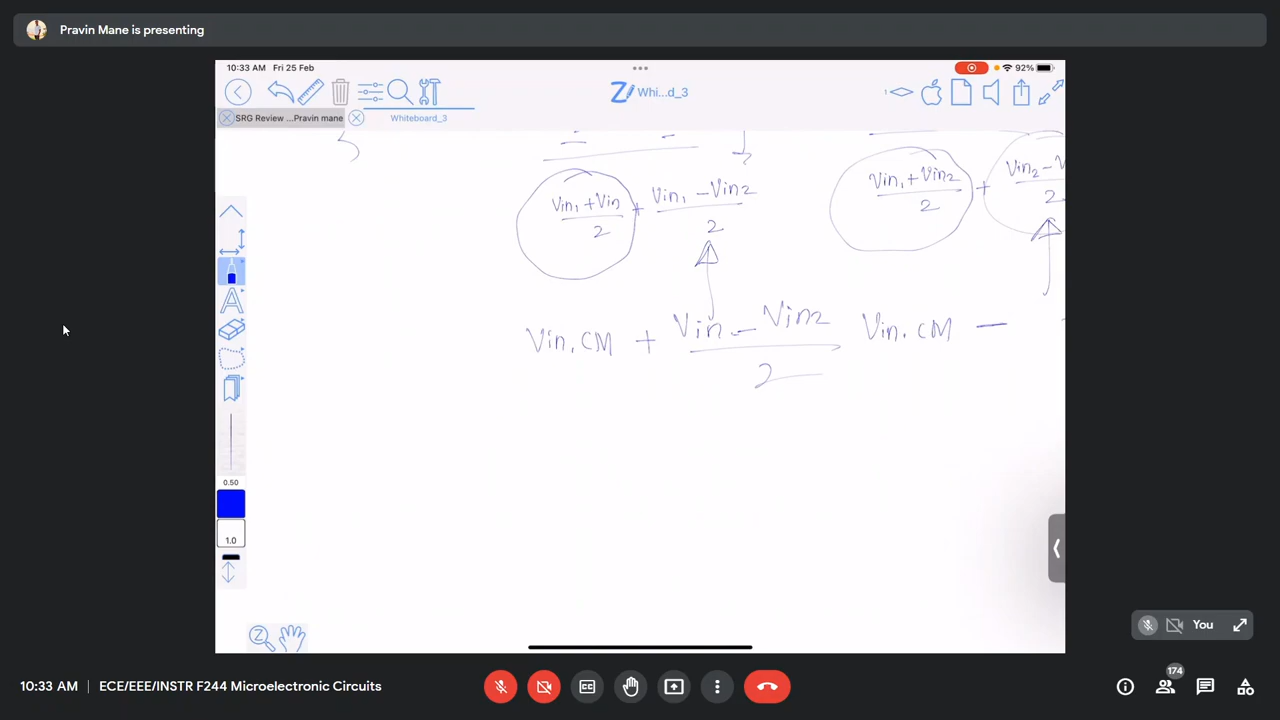 Pravin Mane is presenting
10:33 AM Fri 25 Feb
92%
Whi...d_3
SRG Review ...Pravin mane
Whiteboard_3
Vin1 + Vin / 2 + Vin1 - Vin2 / 2
Vin1 + Vin2 / 2 + Vin2 - V / 2
Vin.CM + Vin - Vin2 / 2
Vin.CM -
0.50
1.0
You
10:33 AM | ECE/EEE/INSTR F244 Microelectronic Circuits
174